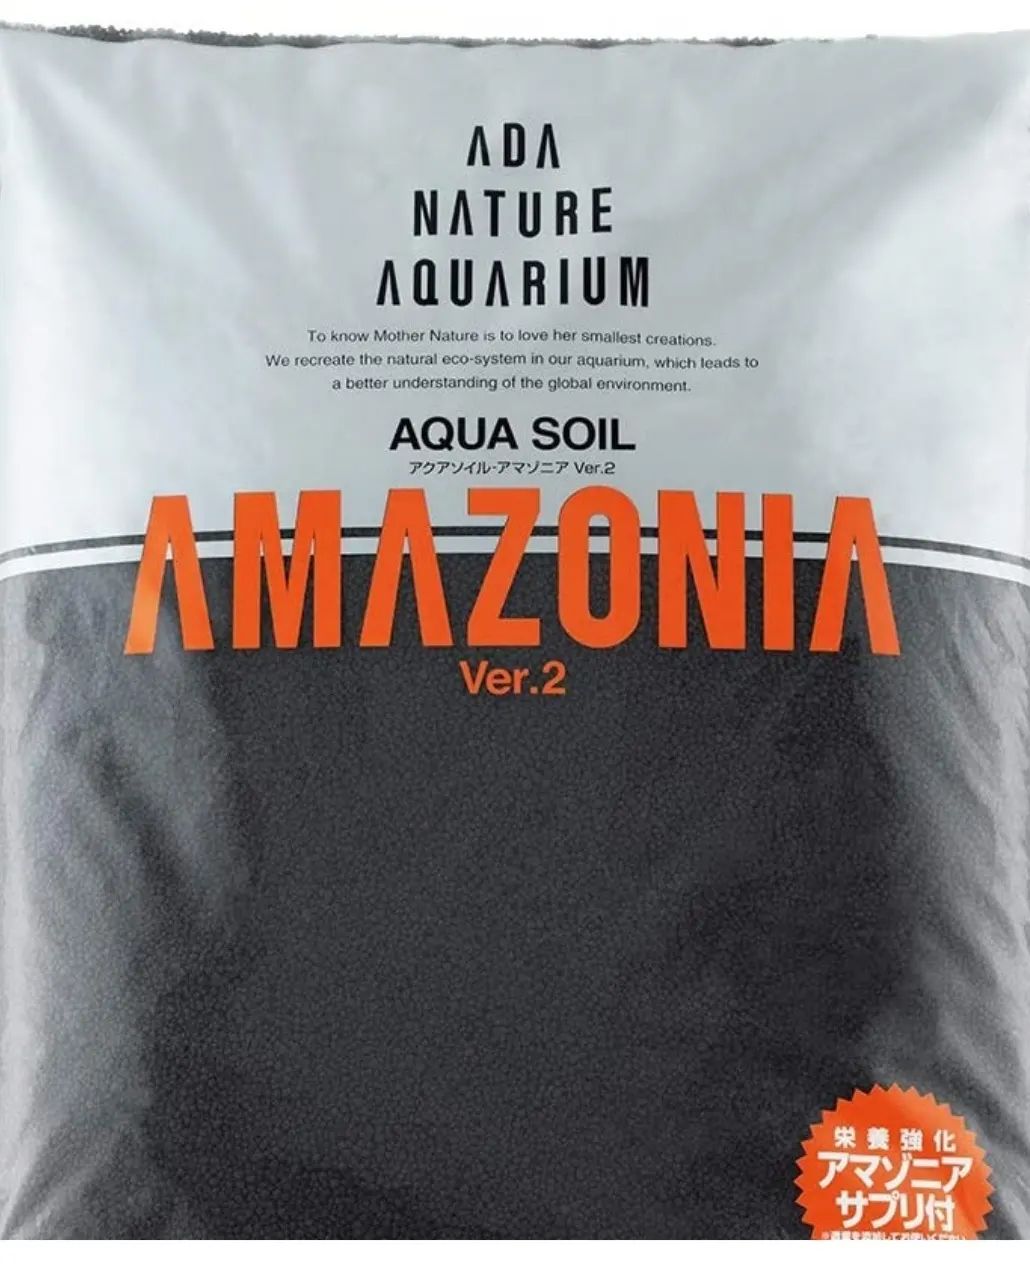 ADA
NATURE
AQUARIUM
To know Mother Nature is to love her smallest creations.
We recreate the natural eco-system in our aquarium, which leads to
a better understanding of the global environment.
AQUA SOIL
アクアソイル-アマゾニア Ver.2
AMAZONIA
Ver.2
栄養強化
アマゾニア
サプリ付